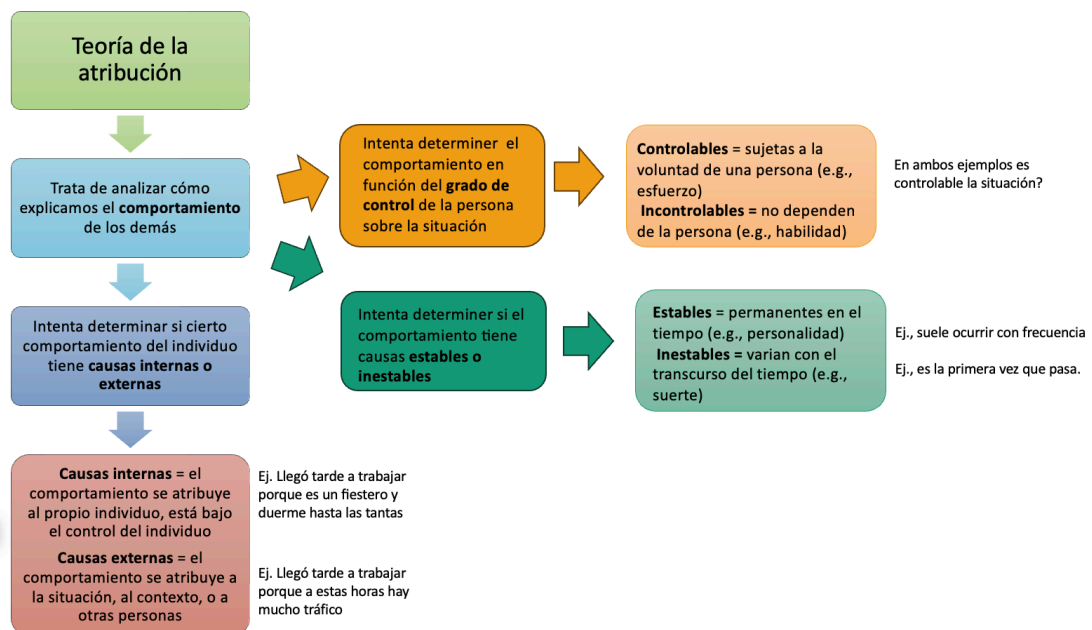 Teoría de la
atribución
Trata de analizar cómo
explicamos el comportamiento
de los demás
Intenta determinar si cierto
comportamiento del individuo
tiene causas internas o
externas
Causas internas = el
comportamiento se atribuye
al propio individuo, está bajo
el control del individuo
Causas externas = el
comportamiento se atribuye a
la situación, al contexto, o a
otras personas
Ej. Llegó tarde a trabajar
porque es un fiestero y
duerme hasta las tantas
Ej. Llegó tarde a trabajar
porque a estas horas hay
mucho tráfico
Intenta determiner el
comportamiento en
función del grado de
control de la persona
sobre la situación
Controlables = sujetas a la
voluntad de una persona (e.g.,
esfuerzo)
Incontrolables = no dependen
de la persona (e.g., habilidad)
En ambos ejemplos es
controlable la situación?
Intenta determiner si el
comportamiento tiene
causas estables o
inestables
Estables = permanentes en el
tiempo (e.g., personalidad)
Inestables = varian con el
transcurso del tiempo (e.g.,
suerte)
Ej., suele ocurrir con frecuencia
Ej., es la primera vez que pasa.